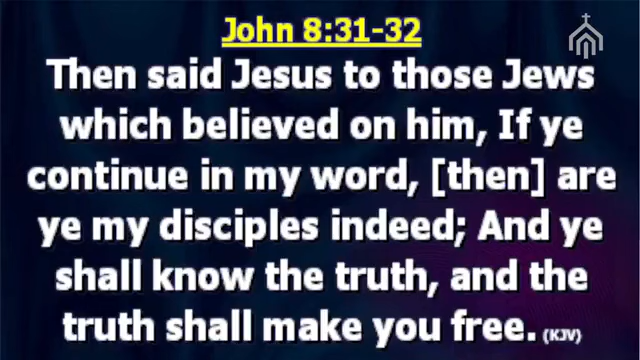 John 8:31-32
Then said Jesus to those Jews
which believed on him, If ye
continue in my word, [then] are
ye my disciples indeed; And ye
shall know the truth, and the
truth shall make you free. (KJV)